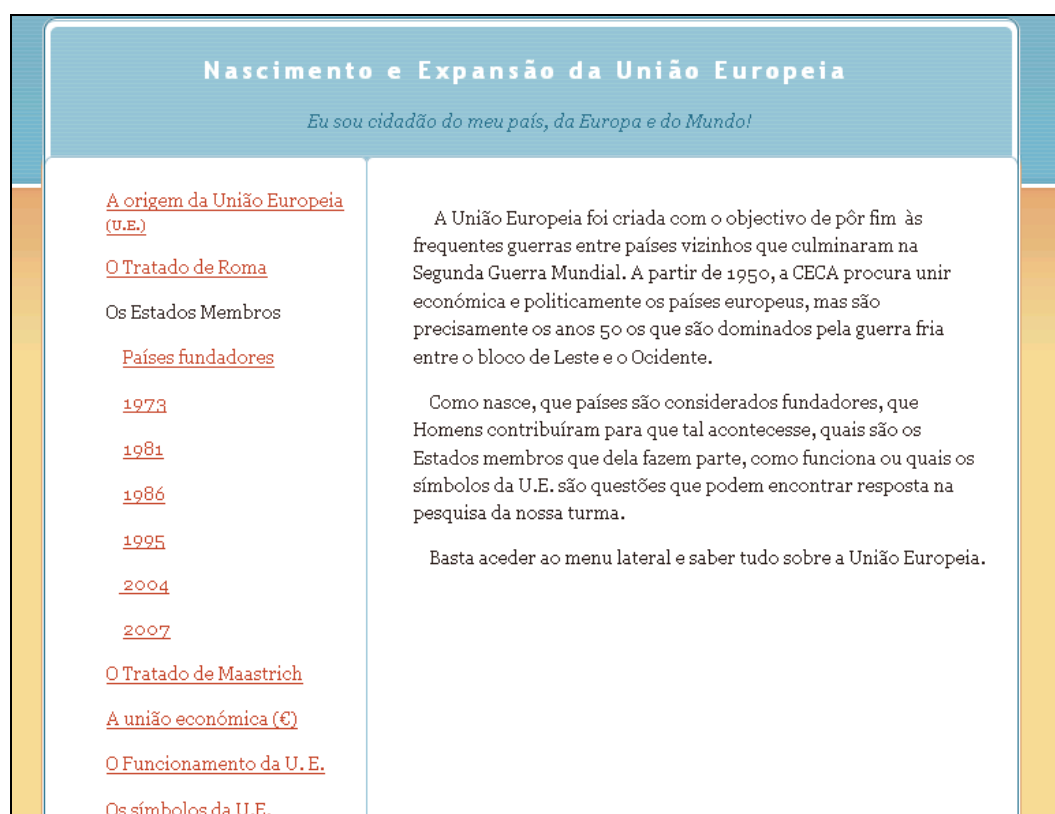 Nascimento e Expansão da União Europeia
Eu sou cidadão do meu país, da Europa e do Mundo!
A origem da União Europeia
(U.E.)
O Tratado de Roma
Os Estados Membros
Países fundadores
1973
1981
1986
1995
2004
2007
O Tratado de Maastrich
A união económica (€)
O Funcionamento da U. E.
Os símbolos da U.E.
A União Europeia foi criada com o objectivo de pôr fim às
frequentes guerras entre países vizinhos que culminaram na
Segunda Guerra Mundial. A partir de 1950, a CECA procura unir
económica e politicamente os países europeus, mas são
precisamente os anos 50 os que são dominados pela guerra fria
entre o bloco de Leste e o Ocidente.
Como nasce, que países são considerados fundadores, que
Homens contribuíram para que tal acontecesse, quais são os
Estados membros que dela fazem parte, como funciona ou quais os
símbolos da U.E. são questões que podem encontrar resposta na
pesquisa da nossa turma.
Basta aceder ao menu lateral e saber tudo sobre a União Europeia.